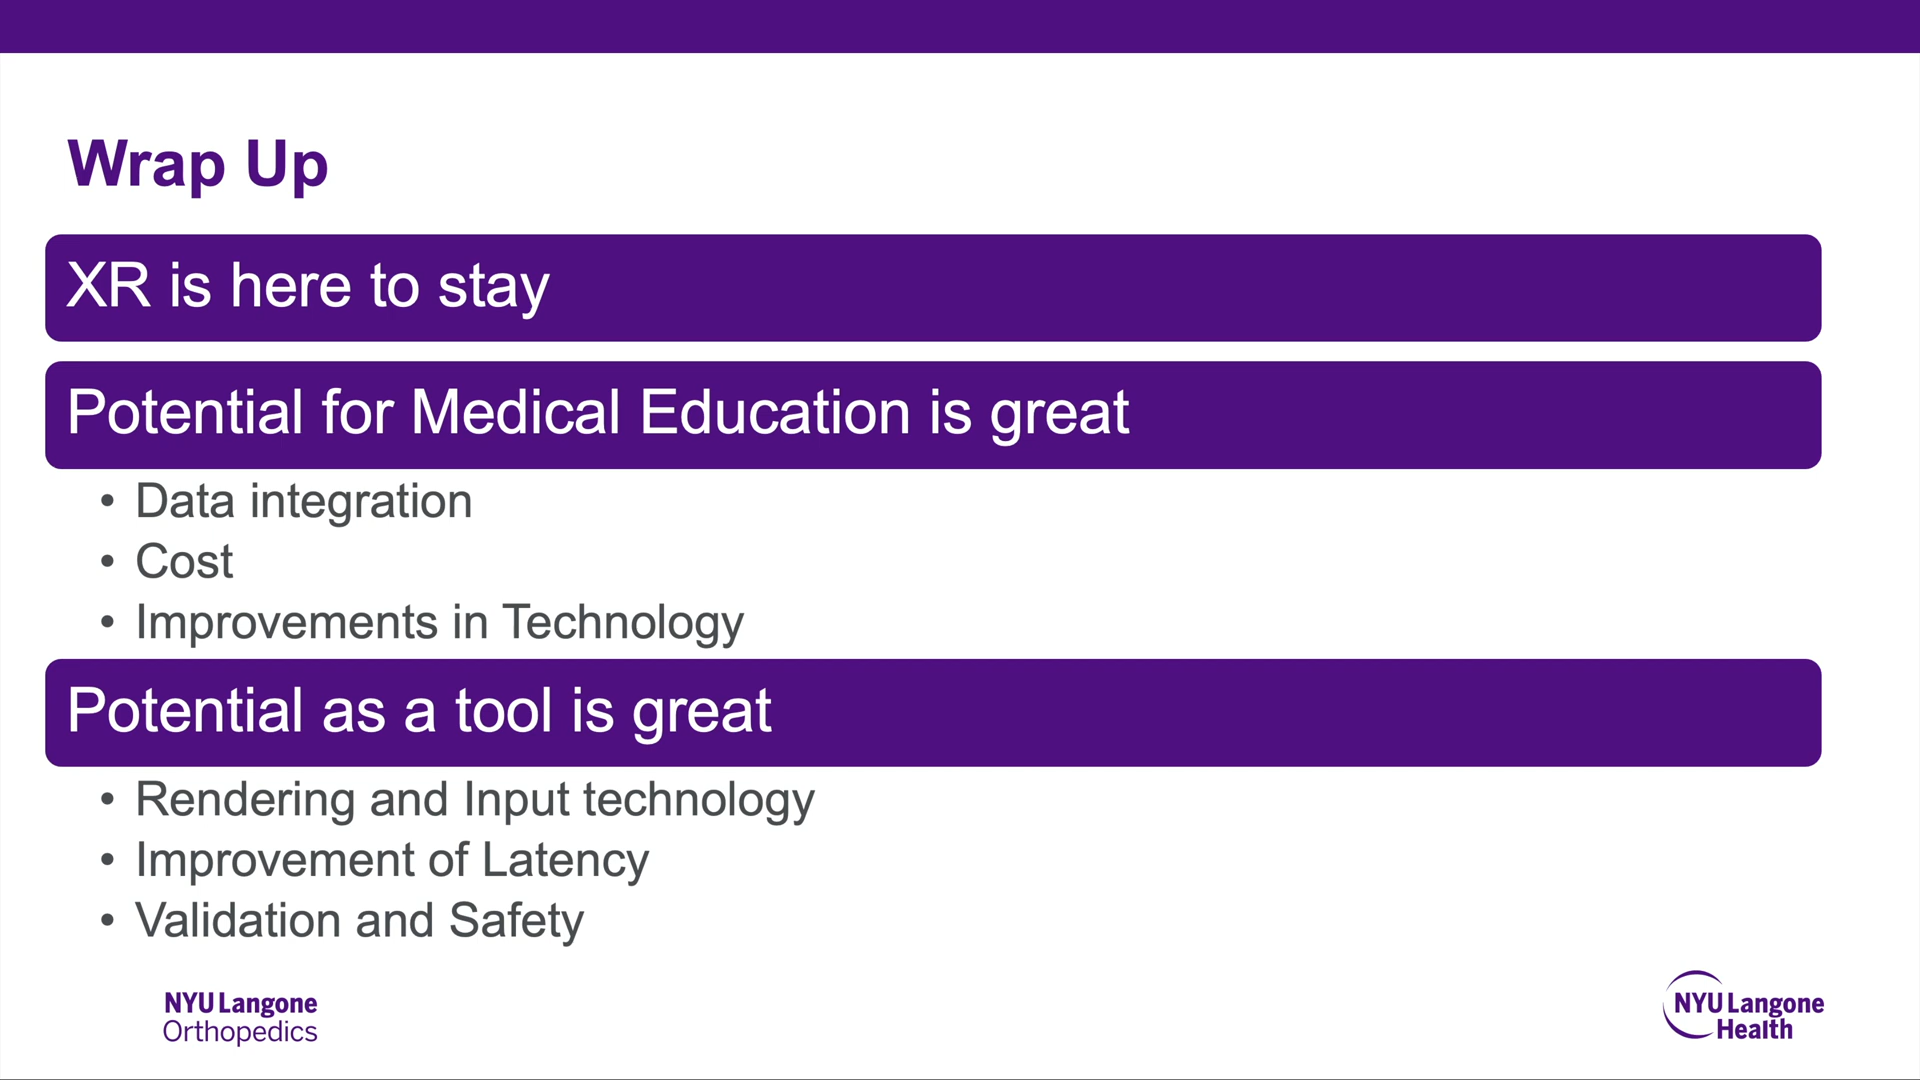 Wrap Up
XR is here to stay
Potential for Medical Education is great
• Data integration
• Cost
• Improvements in Technology
Potential as a tool is great
• Rendering and Input technology
• Improvement of Latency
• Validation and Safety
NYU Langone
Orthopedics
NYU Langone
Health